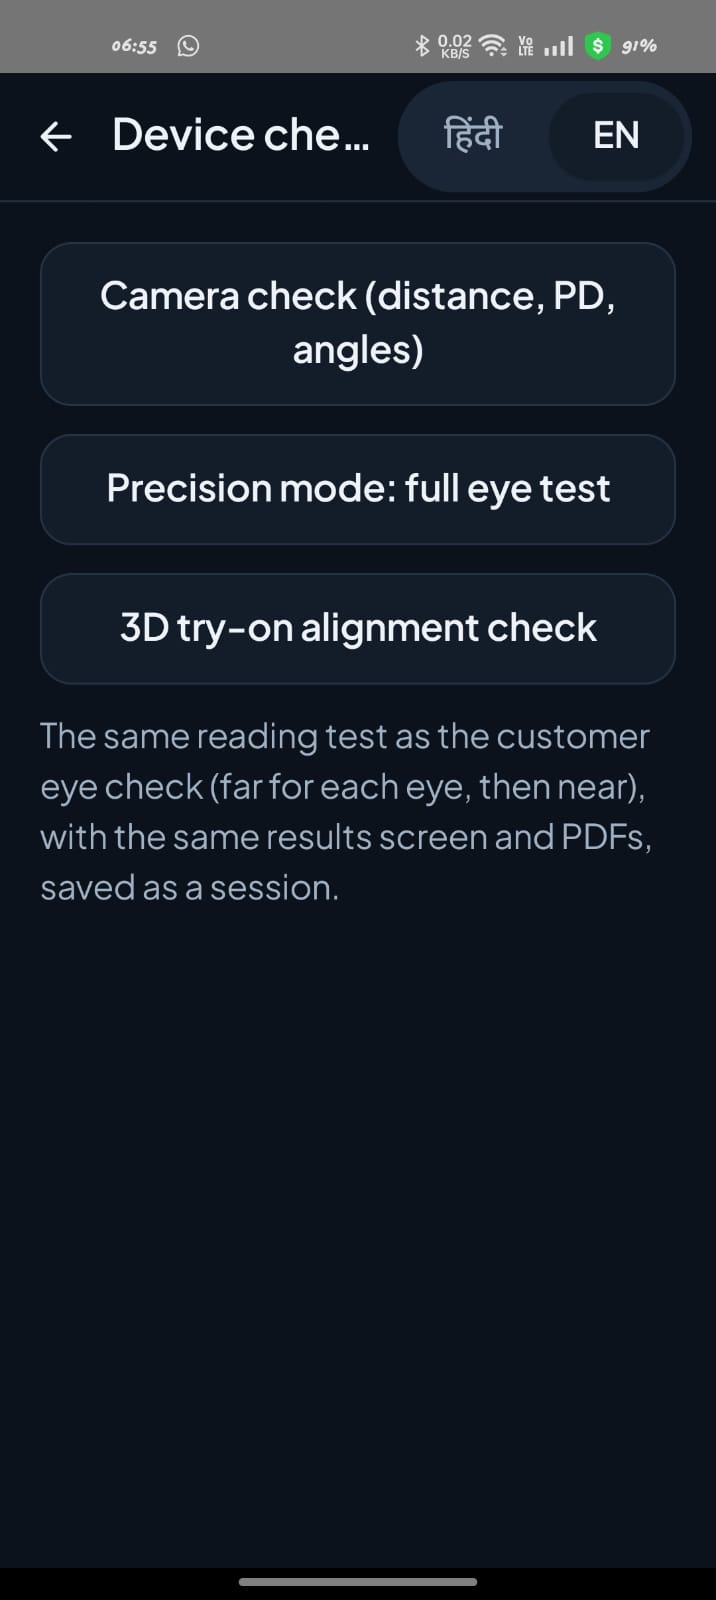 06:55 0.02 KB/S Vo LTE $ 91%
Device che... हिंदी EN
Camera check (distance, PD,
angles)
Precision mode: full eye test
3D try-on alignment check
The same reading test as the customer
eye check (far for each eye, then near),
with the same results screen and PDFs,
saved as a session.